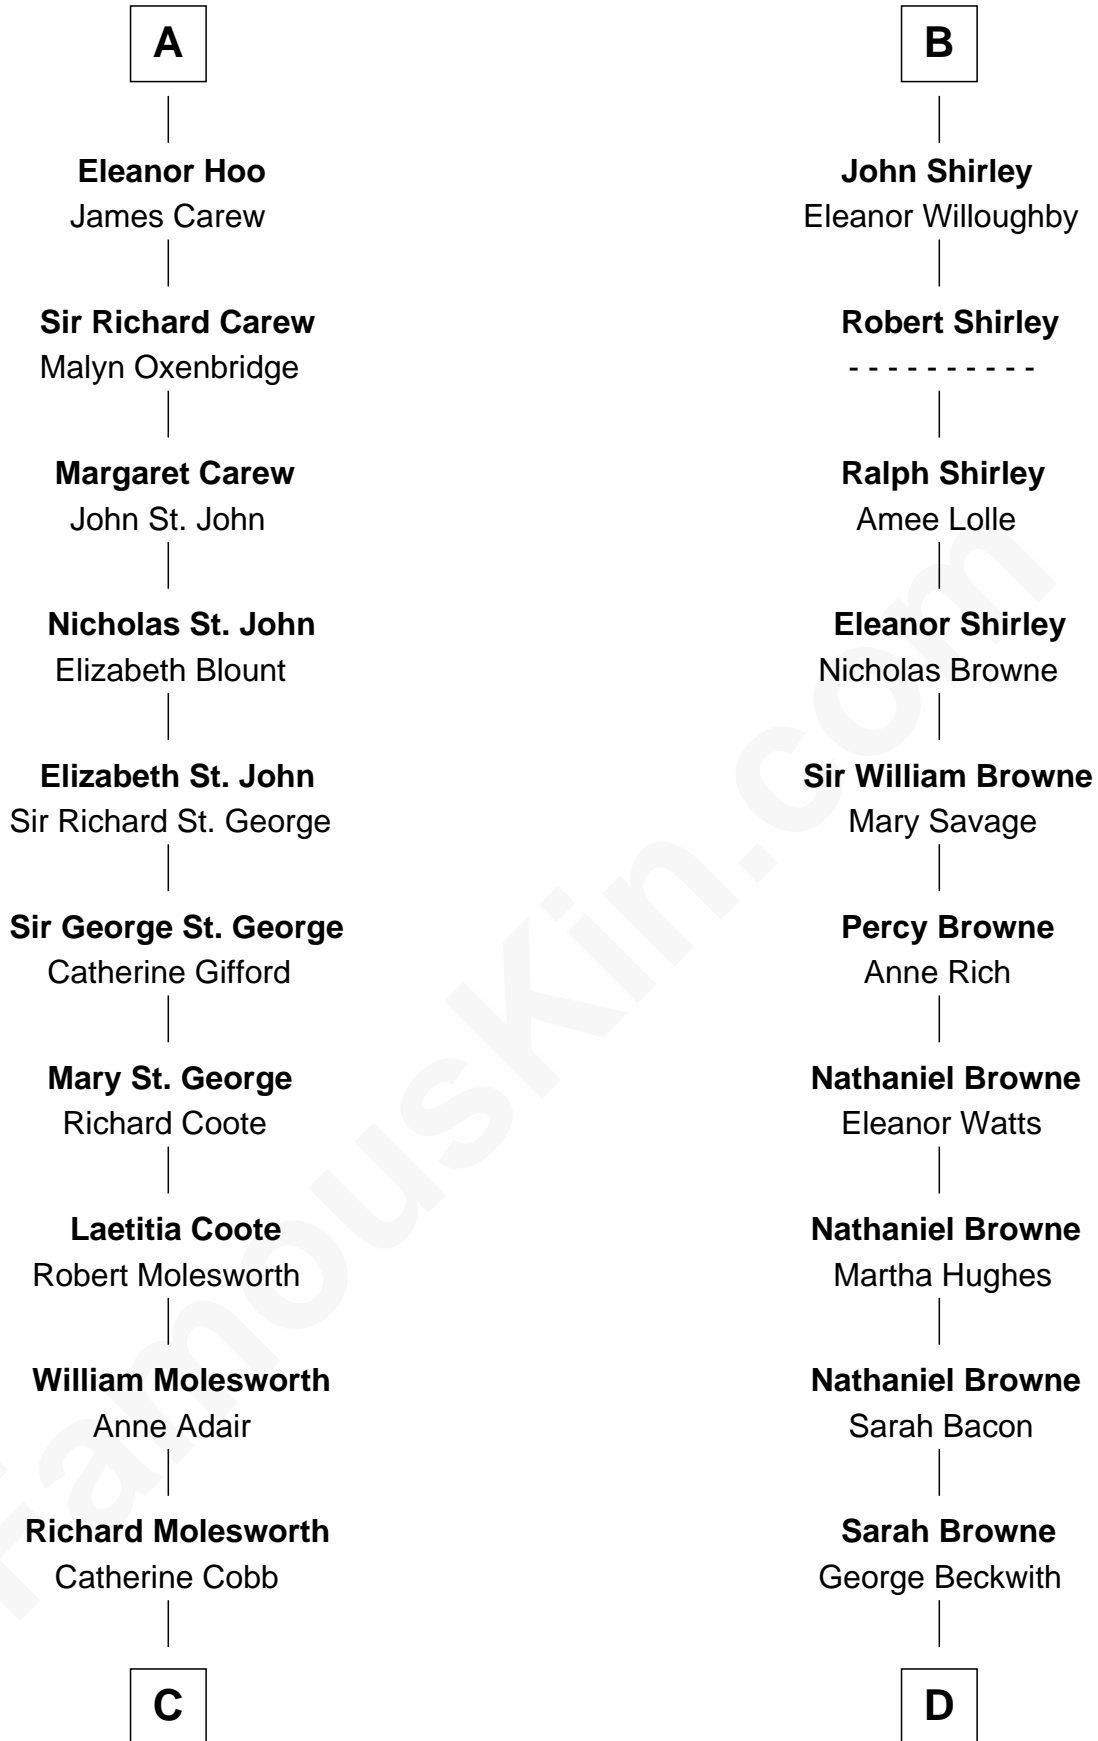 A
Eleanor Hoo
James Carew
Sir Richard Carew
Malyn Oxenbridge
Margaret Carew
John St. John
Nicholas St. John
Elizabeth Blount
Elizabeth St. John
Sir Richard St. George
Sir George St. George
Catherine Gifford
Mary St. George
Richard Coote
Laetitia Coote
Robert Molesworth
William Molesworth
Anne Adair
Richard Molesworth
Catherine Cobb
C
B
John Shirley
Eleanor Willoughby
Robert Shirley
- - - - - - - - - -
Ralph Shirley
Amee Lolle
Eleanor Shirley
Nicholas Browne
Sir William Browne
Mary Savage
Percy Browne
Anne Rich
Nathaniel Browne
Eleanor Watts
Nathaniel Browne
Martha Hughes
Nathaniel Browne
Sarah Bacon
Sarah Browne
George Beckwith
D
FamousKin.com